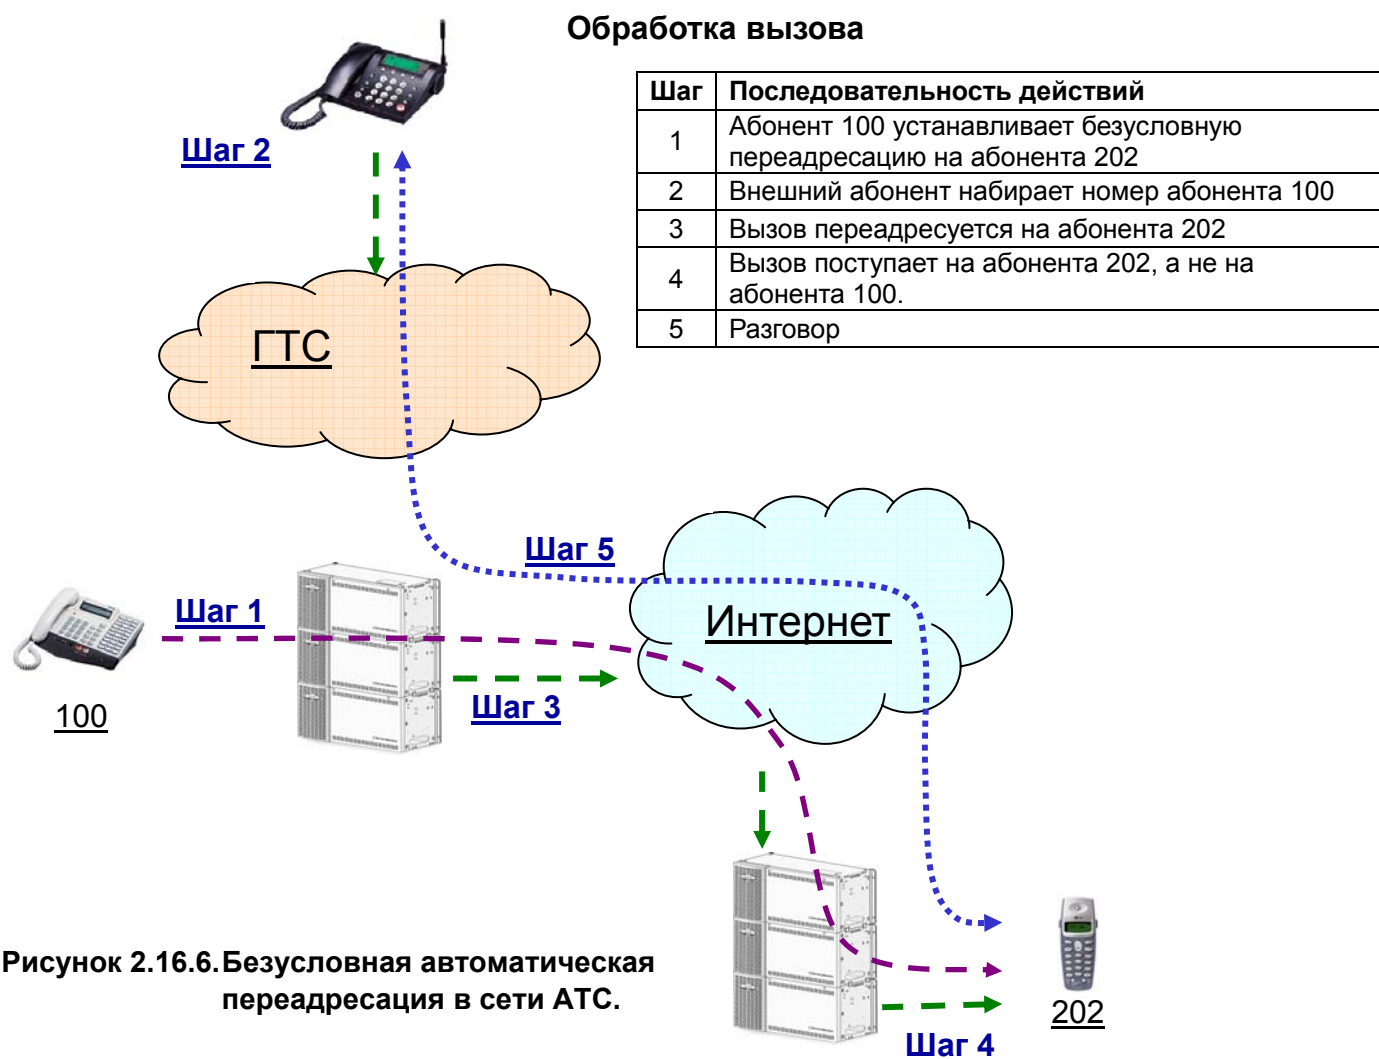 Обработка вызова
Шаг Последовательность действий
1 Абонент 100 устанавливает безусловную
переадресацию на абонента 202
2 Внешний абонент набирает номер абонента 100
3 Вызов переадресуется на абонента 202
4 Вызов поступает на абонента 202, а не на
абонента 100.
5 Разговор
Шаг 2
ГТС
Шаг 5
Шаг 1
Интернет
100
Шаг 3
Рисунок 2.16.6. Безусловная автоматическая
переадресация в сети АТС.
202
Шаг 4